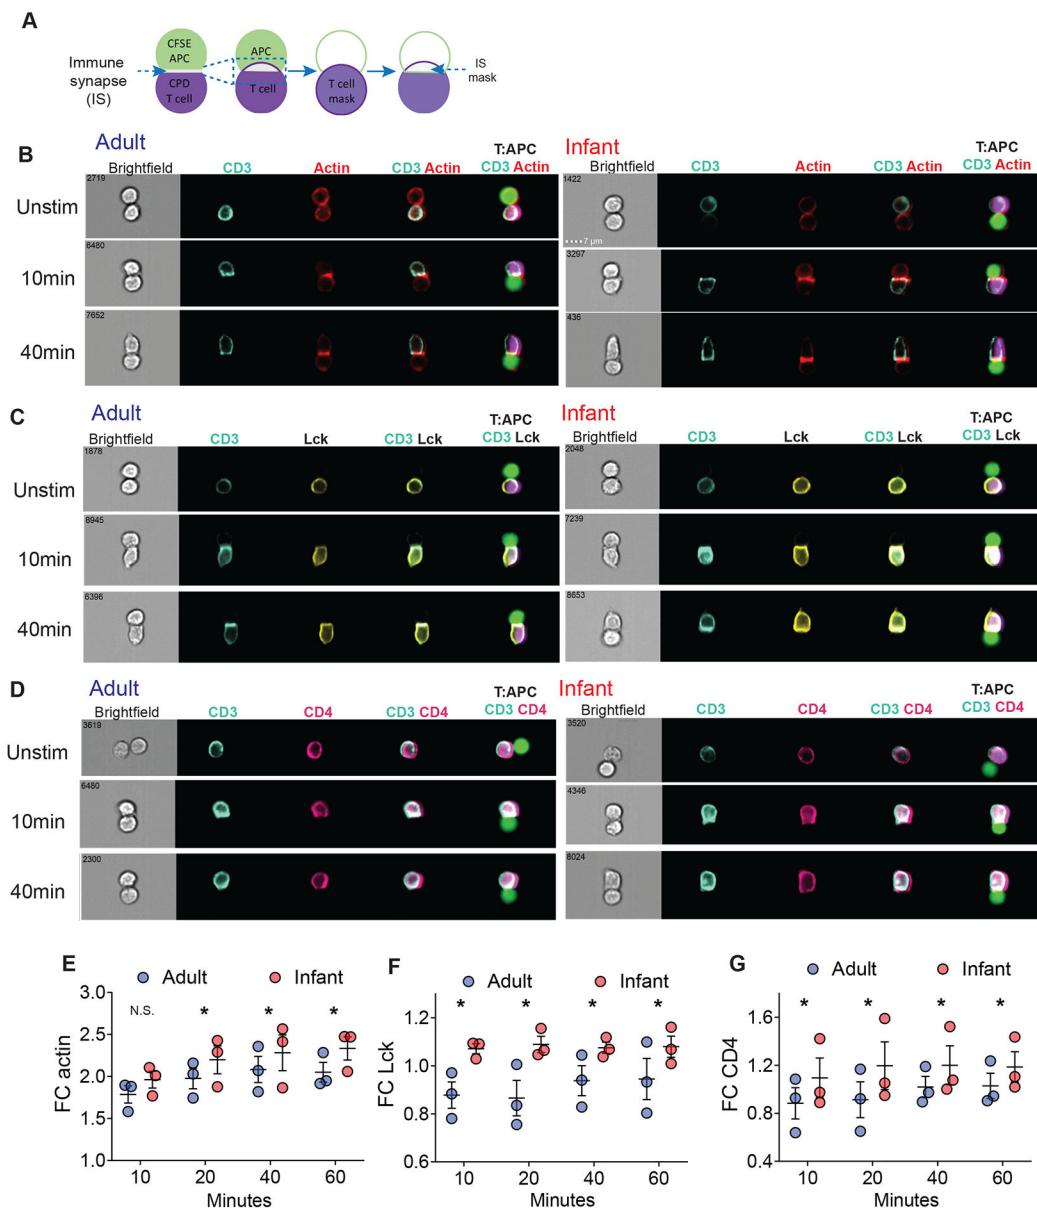 A
CFSE
APC
APC
Immune
synapse
(IS)
CPD
T cell
T cell
T cell
mask
IS
mask
B
Adult
Brightfield
CD3
Actin
CD3 Actin
T:APC
CD3 Actin
Infant
Brightfield
CD3
Actin
CD3 Actin
T:APC
CD3 Actin
Unstim
2719
1422
7 µm
10min
6480
3297
40min
7652
436
C
Adult
Brightfield
CD3
Lck
CD3 Lck
T:APC
CD3 Lck
Infant
Brightfield
CD3
Lck
CD3 Lck
T:APC
CD3 Lck
Unstim
1878
2048
10min
8945
7239
40min
6396
8653
D
Adult
Brightfield
CD3
CD4
CD3 CD4
T:APC
CD3 CD4
Infant
Brightfield
CD3
CD4
CD3 CD4
T:APC
CD3 CD4
Unstim
3619
3520
10min
6480
4346
40min
2300
8024
E
Adult
Infant
3.0
2.5
2.0
1.5
1.0
FC actin
N.S.
*
*
*
10
20
40
60
Minutes
F
Adult
Infant
1.2
1.0
0.8
0.6
FC Lck
*
*
*
*
10
20
40
60
Minutes
G
Adult
Infant
1.6
1.2
0.8
0.4
FC CD4
*
*
*
*
10
20
40
60
Minutes